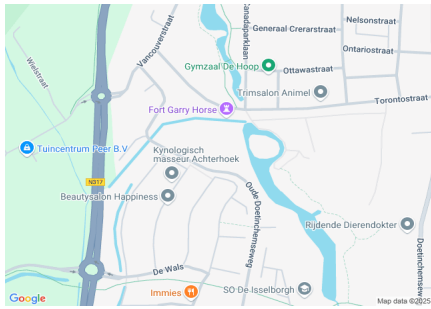 Nelsonstraat
Canadaparklaan
Generaal Crerarstraat
Vancouverstraat
Ontariostraat
Wielstraat
Gymzaal De Hoop
Ottawastraat
Trimsalon Animel
Torontostraat
Fort Garry Horse
Tuincentrum Peer B.V
Kynologisch
masseur Achterhoek
N317
Beautysalon Happiness
Oude Doetinchemseweg
Rijdende Dierendokter
De Wals
Doetinchemsew
Immies
SO De Isselborgh
Google
Map data ©2025